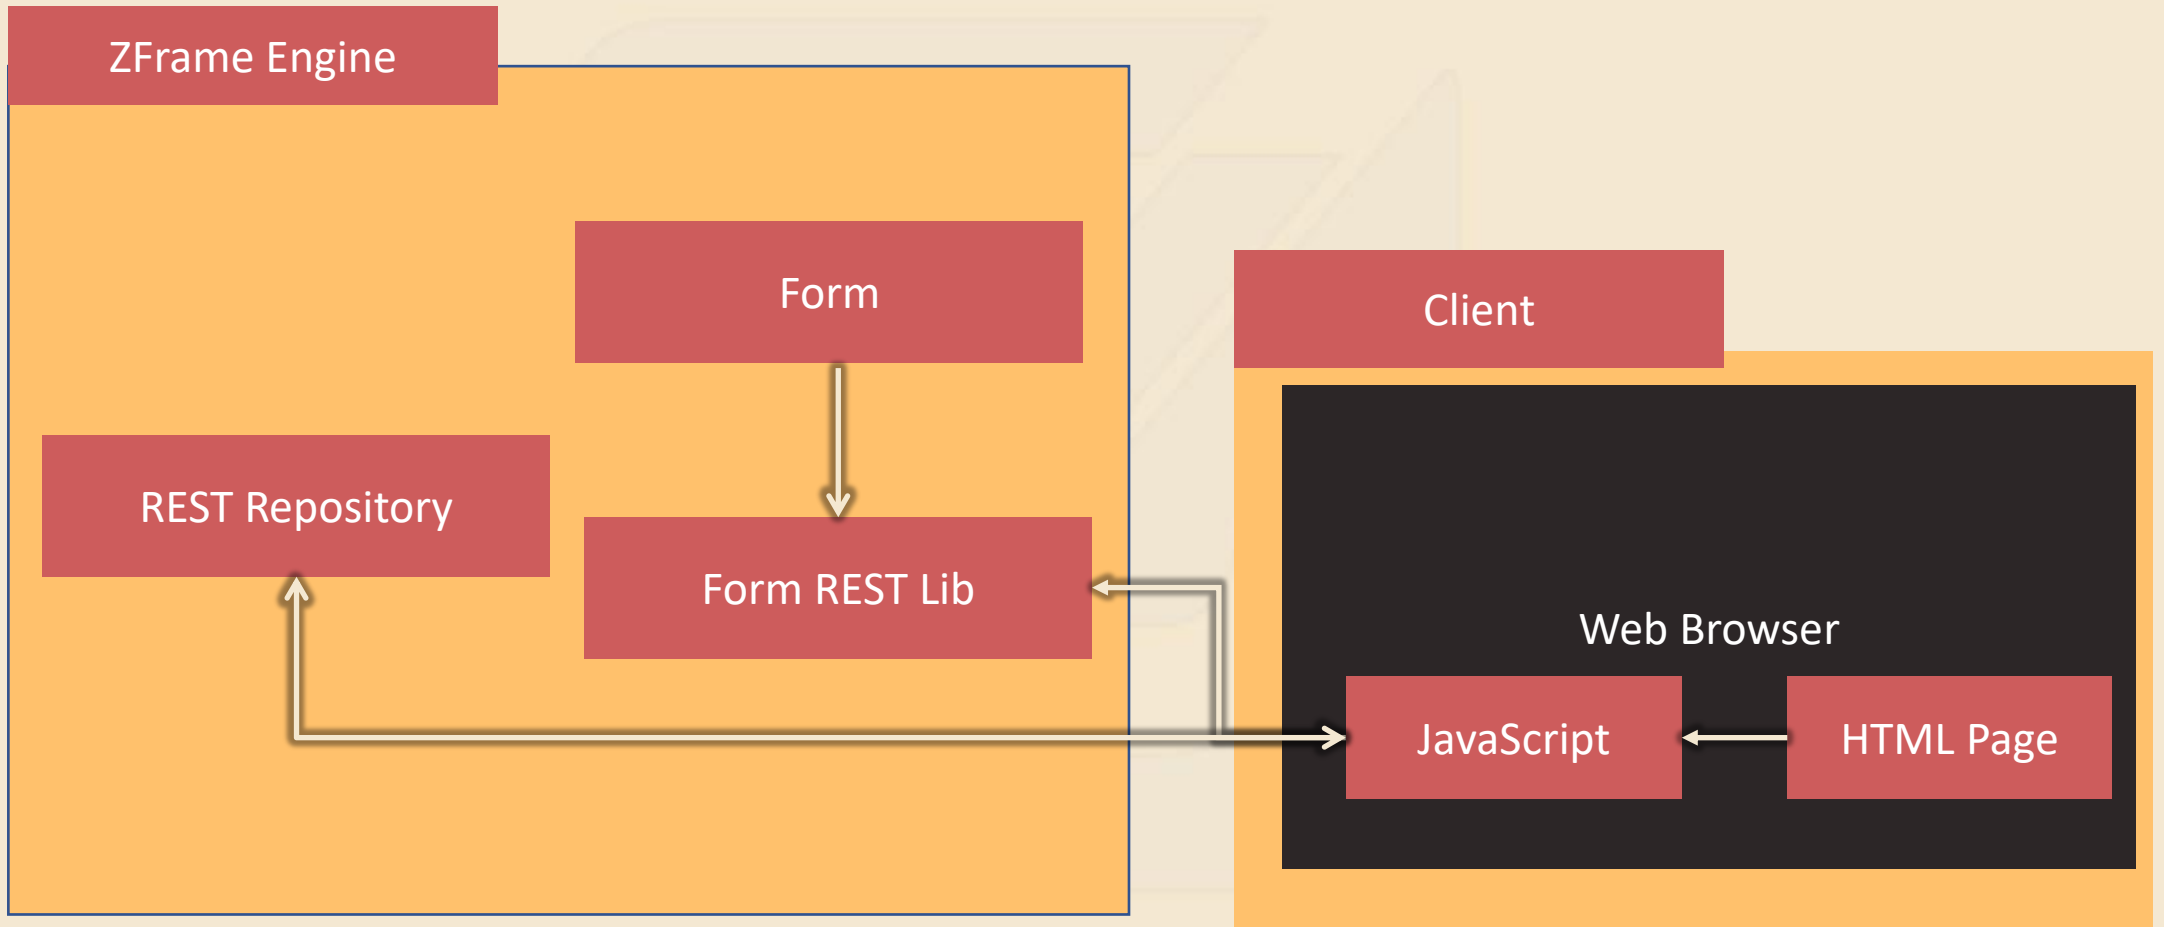 ZFrame Engine
Form
Client
REST Repository
Form REST Lib
Web Browser
JavaScript
HTML Page